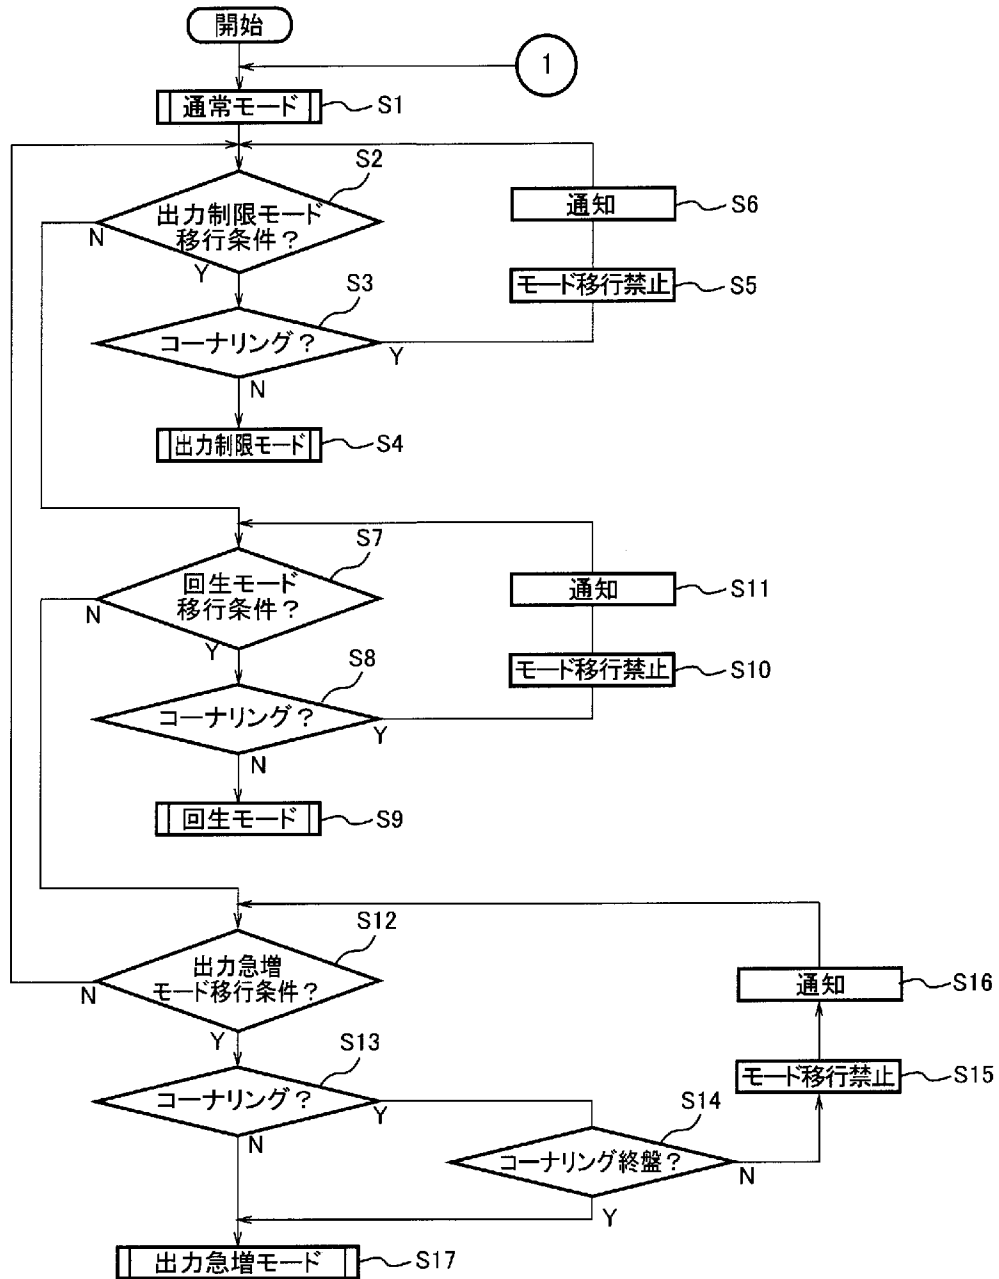 開始
1
通常モード
S1
S2
出力制限モード
移行条件?
N
Y
通知
S6
モード移行禁止
S5
S3
コーナリング?
Y
N
出力制限モード
S4
S7
回生モード
移行条件?
N
Y
通知
S11
モード移行禁止
S10
S8
コーナリング?
Y
N
回生モード
S9
S12
出力急増
モード移行条件?
N
Y
通知
S16
モード移行禁止
S15
S13
コーナリング?
Y
N
S14
コーナリング終盤?
N
Y
出力急増モード
S17